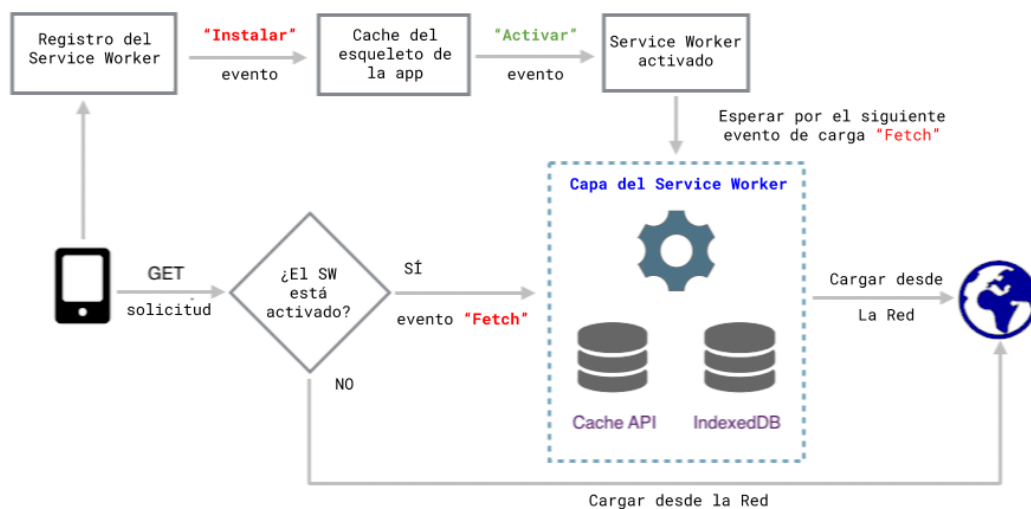 Registro del
Service Worker
“Instalar”
evento
Cache del
esqueleto de
la app
“Activar”
evento
Service Worker
activado
Esperar por el siguiente
evento de carga “Fetch”
Capa del Service Worker
GET
solicitud
¿El SW
está
activado?
SÍ
evento “Fetch”
NO
Cargar desde
La Red
Cache API
IndexedDB
Cargar desde la Red